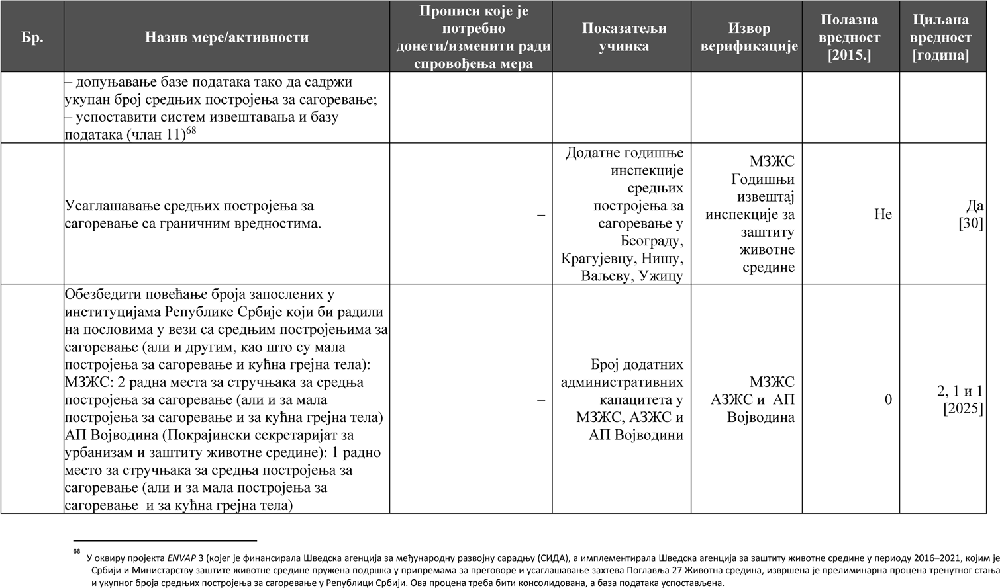 Бр.
Назив мере/активности
Прописи које је
потребно
донети/изменити ради
спровођења мера
Показатељи
учинка
Извор
верификације
Полазна
вредност
[2015.]
Циљана
вредност
[година]
– допуњавање базе података тако да садржи
укупан број средњих постројења за сагоревање;
– успоставити систем извештавања и базу
података (члан 11)68
Усаглашавање средњих постројења за
сагоревање са граничним вредностима.
–
Додатне годишње
инспекције
средњих
постројења за
сагоревање у
Београду,
Крагујевцу, Нишу,
Ваљеву, Ужицу
МЗЖС
Годишњи
извештај
инспекције за
заштиту
животне
средине
Не
Да
[30]
Обезбедити повећање броја запослених у
институцијама Републике Србије који би радили
на пословима у вези са средњим постројењима за
сагоревање (али и другим, као што су мала
постројења за сагоревање и кућна грејна тела):
МЗЖС: 2 радна места за стручњака за средња
постројења за сагоревање (али и за мала
постројења за сагоревање и за кућна грејна тела)
АП Војводина (Покрајински секретаријат за
урбанизам и заштиту животне средине): 1 радно
место за стручњака за средња постројења за
сагоревање (али и за мала постројења за
сагоревање и за кућна грејна тела)
–
Број додатних
административних
капацитета у
МЗЖС, АЗЖС и
АП Војводини
МЗЖС
АЗЖС и АП
Војводина
0
2, 1 и 1
[2025]
68 У оквиру пројекта ENVAP 3 (којег је финансирала Шведска агенција за међународну развојну сарадњу (СИДА), а имплементирала Шведска агенција за заштиту животне средине у периоду 2016–2021, којим је
Србији и Министарству заштите животне средине пружена подршка у припремама за преговоре и усаглашавање захтева Поглавља 27 Животна средина, извршена је прелиминарна процена тренутног стања
и укупног броја средњих постројења за сагоревање у Републици Србији. Ова процена треба бити консолидована, а база података успостављена.